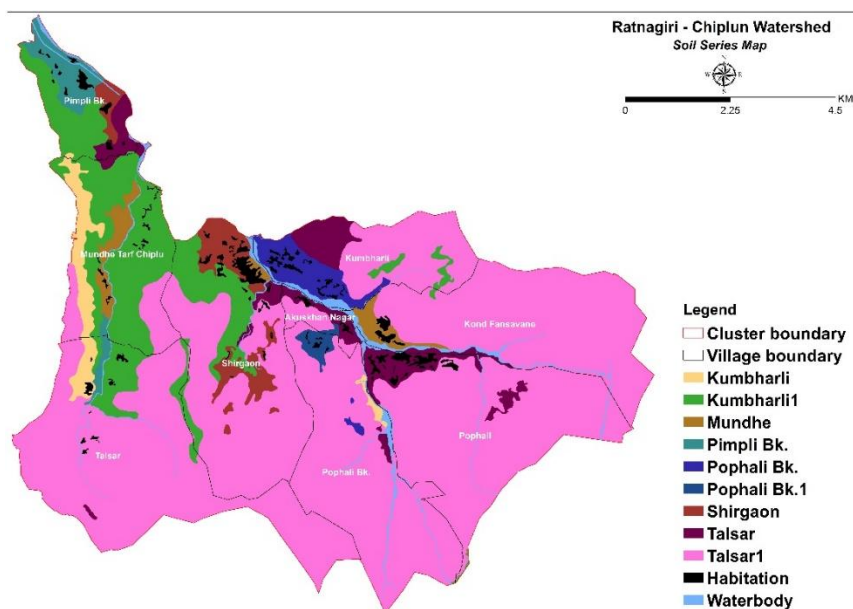 Ratnagiri - Chiplun Watershed
Soil Series Map
N
W E
S
KM
0 2.25 4.5
Pimpli Bk.
Mundhe Tarf Chiplu
Kumbharli
Akuskhan Nagar
Kond Fansavane
Shirgaon
Pophali
Talsar
Pophali Bk.
Legend
Cluster boundary
Village boundary
Kumbharli
Kumbharli1
Mundhe
Pimpli Bk.
Pophali Bk.
Pophali Bk.1
Shirgaon
Talsar
Talsar1
Habitation
Waterbody